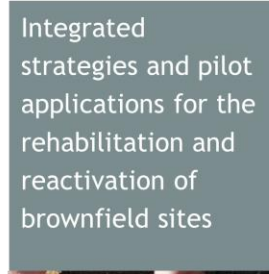 Integrated
strategies and pilot
applications for the
rehabilitation and
reactivation of
brownfield sites